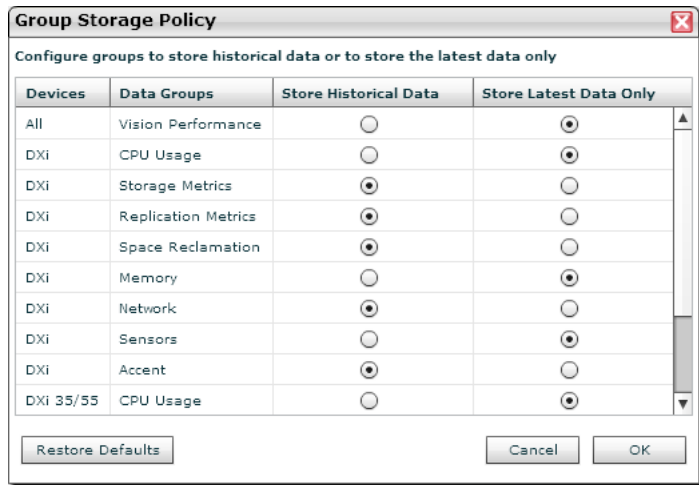 Group Storage Policy
Configure groups to store historical data or to store the latest data only
Devices Data Groups Store Historical Data Store Latest Data Only
All Vision Performance
DXi CPU Usage
DXi Storage Metrics
DXi Replication Metrics
DXi Space Reclamation
DXi Memory
DXi Network
DXi Sensors
DXi Accent
DXi 35/55 CPU Usage
Restore Defaults Cancel OK